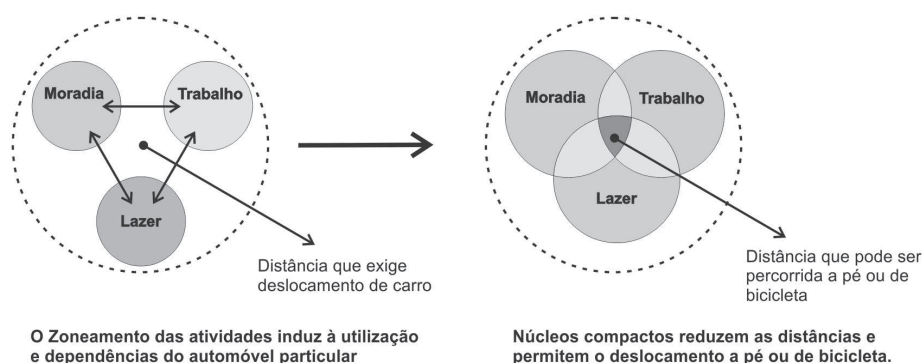 Moradia
Trabalho
Lazer
Distância que exige
deslocamento de carro
O Zoneamento das atividades induz à utilização
e dependências do automóvel particular
Moradia
Trabalho
Lazer
Distância que pode ser
percorrida a pé ou de
bicicleta
Núcleos compactos reduzem as distâncias e
permitem o deslocamento a pé ou de bicicleta.